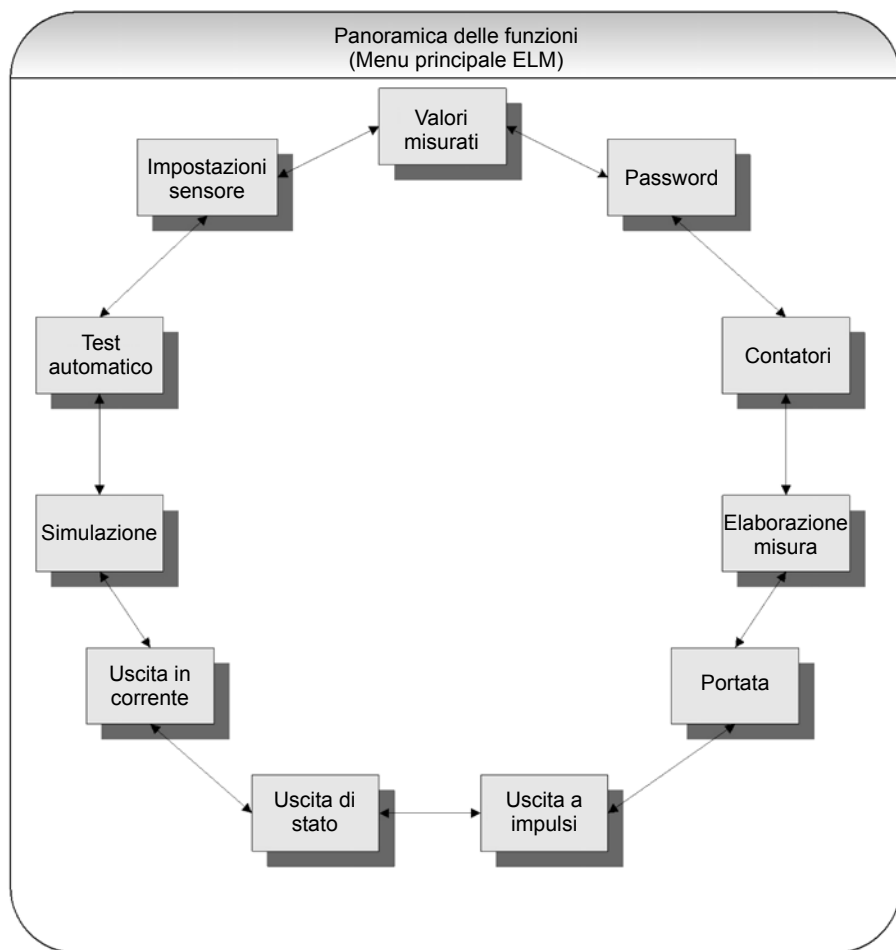 Panoramica delle funzioni
(Menu principale ELM)
Valori
misurati
Password
Contatori
Elaborazione
misura
Portata
Uscita a
impulsi
Uscita di
stato
Uscita in
corrente
Simulazione
Test
automatico
Impostazioni
sensore